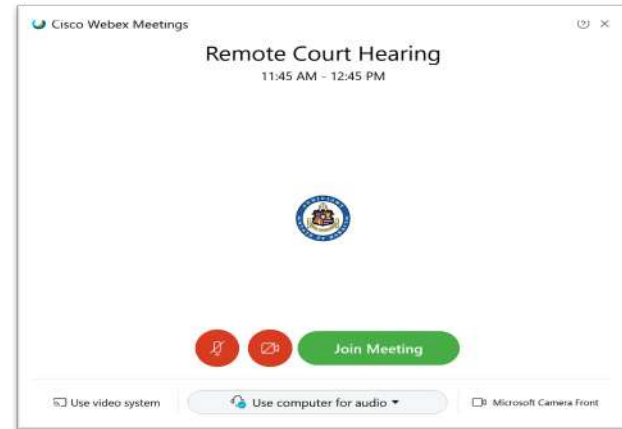 Cisco Webex Meetings
Remote Court Hearing
11:45 AM - 12:45 PM
Join Meeting
Use video system
Use computer for audio
Microsoft Camera Front